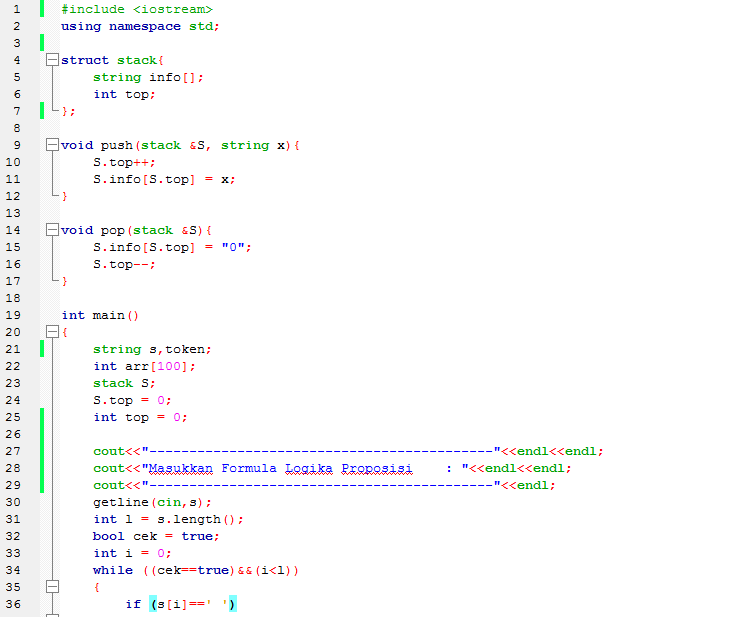 1 #include <iostream>
2 using namespace std;
3
4 struct stack{
5     string info[];
6     int top;
7 };
8
9 void push(stack &S, string x){
10     S.top++;
11     S.info[S.top] = x;
12 }
13
14 void pop(stack &S){
15     S.info[S.top] = "0";
16     S.top--;
17 }
18
19 int main()
20 {
21     string s,token;
22     int arr[100];
23     stack S;
24     S.top = 0;
25     int top = 0;
26
27     cout<<"-------------------------------------------"<<endl<<endl;
28     cout<<"Masukkan Formula Logika Proposisi    : "<<endl<<endl;
29     cout<<"-------------------------------------------"<<endl;
30     getline(cin,s);
31     int l = s.length();
32     bool cek = true;
33     int i = 0;
34     while ((cek==true)&&(i<l))
35     {
36         if (s[i]==' ')